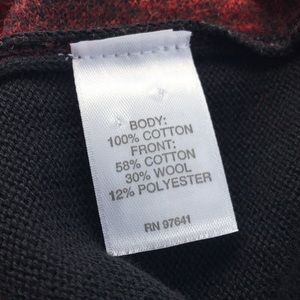 BODY:
100% COTTON
FRONT:
58% COTTON
30% WOOL
12% POLYESTER
RN 97641